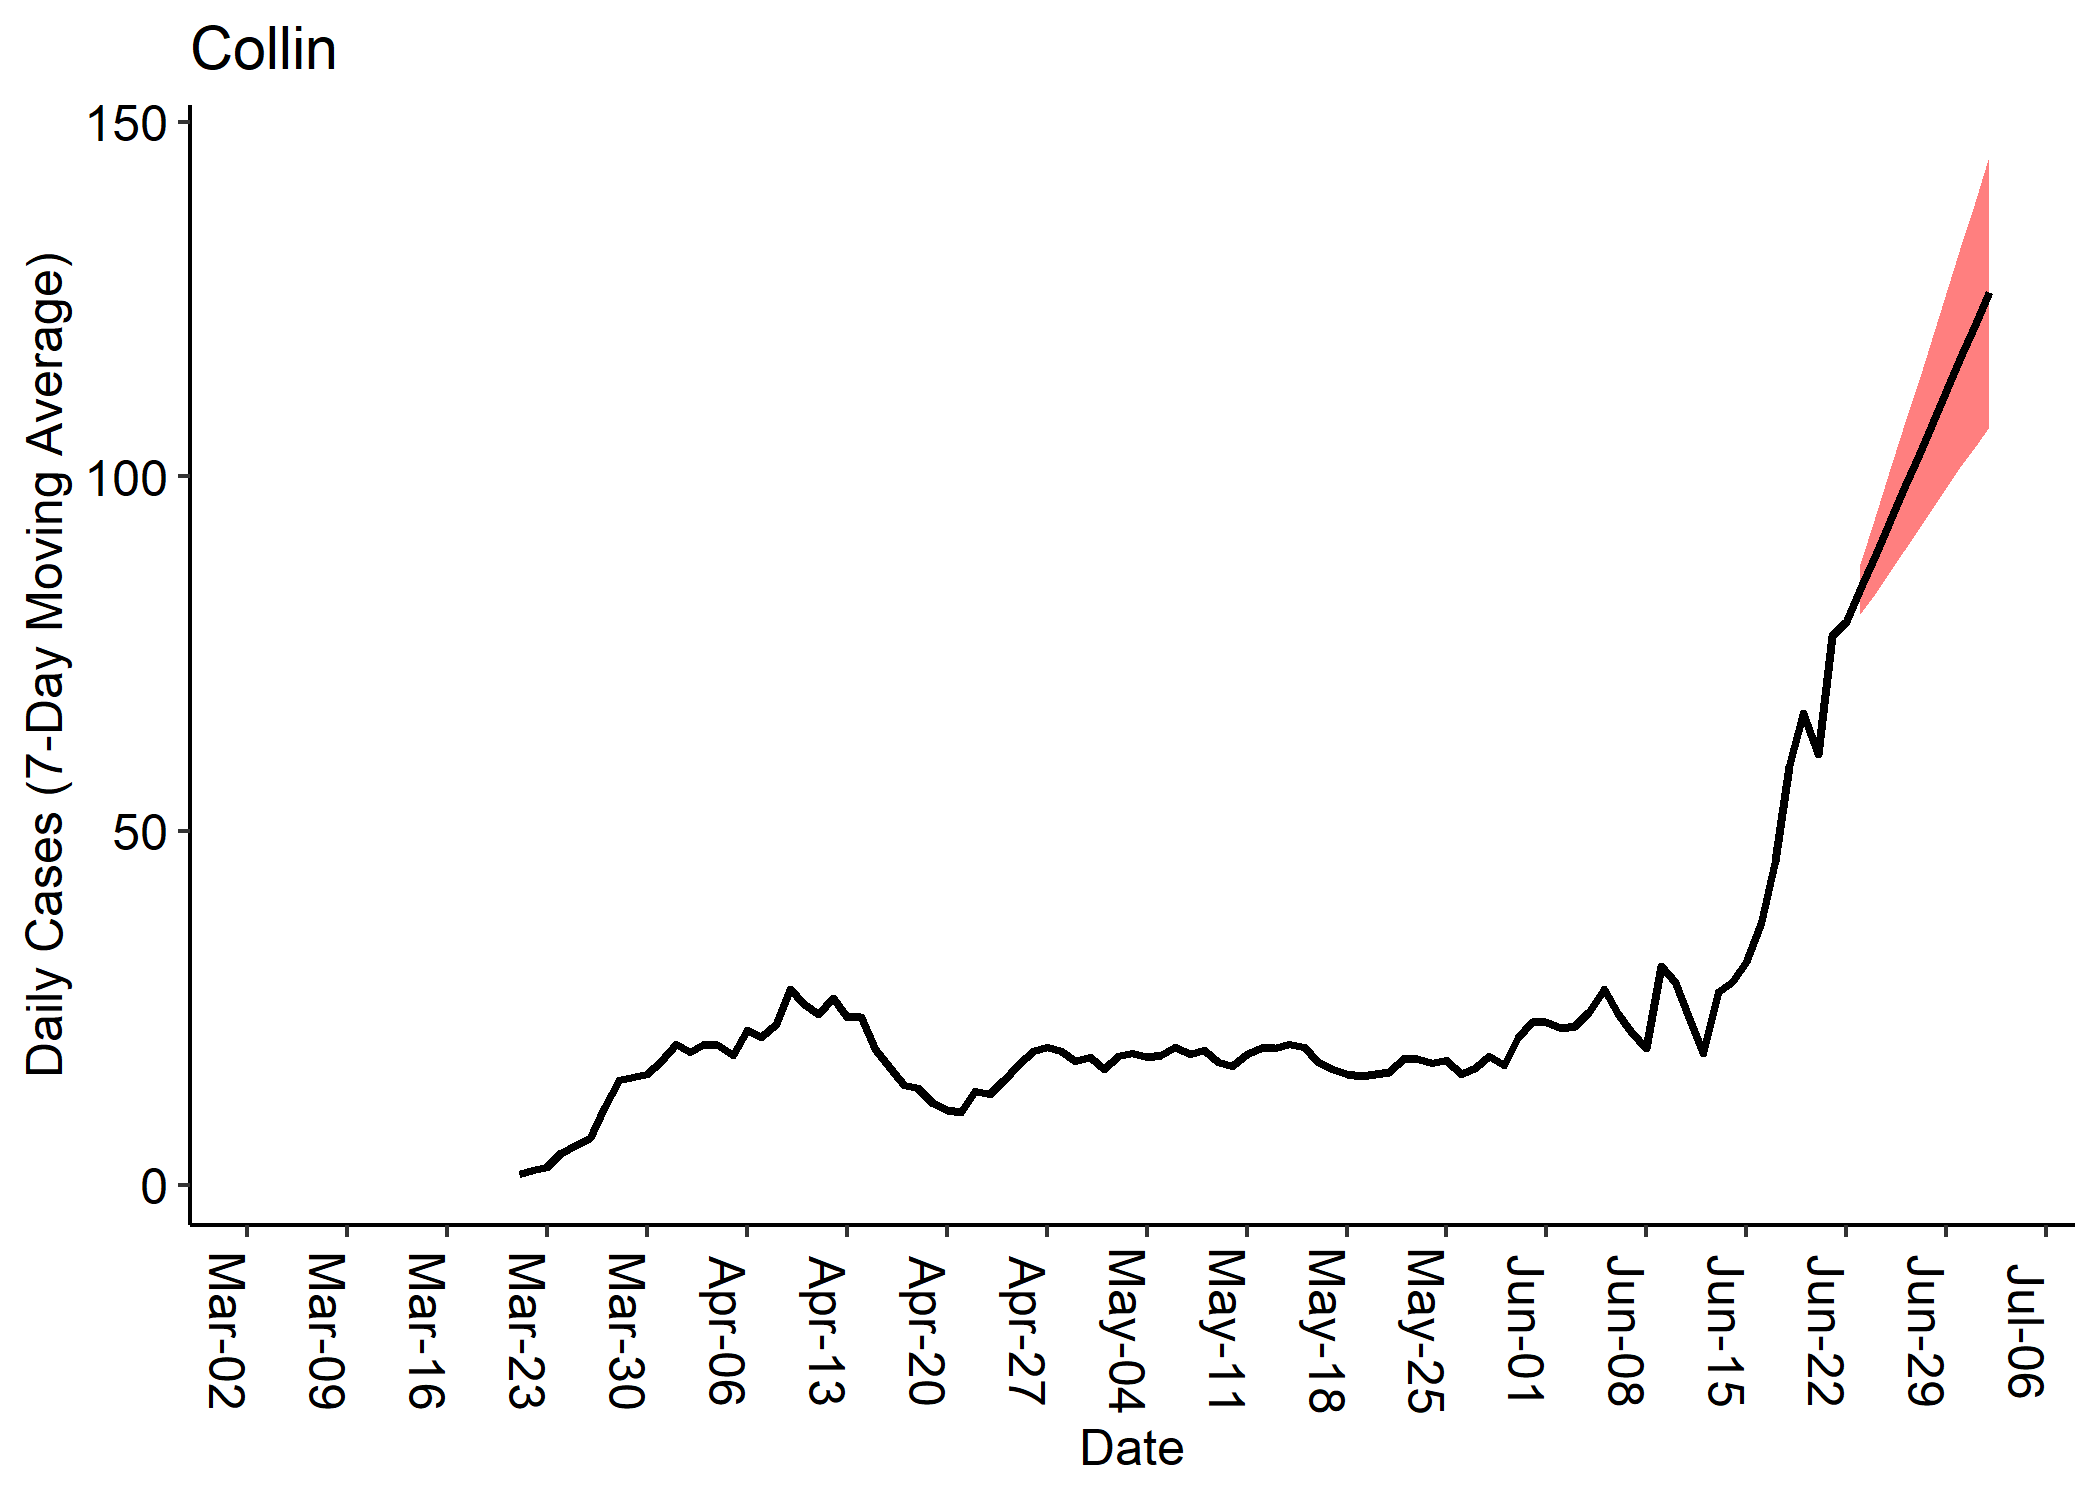 Collin
150
100
50
0
Daily Cases (7-Day Moving Average)
Mar-02
Mar-09
Mar-16
Mar-23
Mar-30
Apr-06
Apr-13
Apr-20
Apr-27
May-04
May-11
May-18
May-25
Jun-01
Jun-08
Jun-15
Jun-22
Jun-29
Jul-06
Date